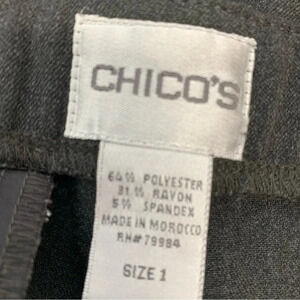 CHICO'S
64% POLYESTER
31% RAYON
5% SPANDEX
MADE IN MOROCCO
RN# 79984
SIZE 1